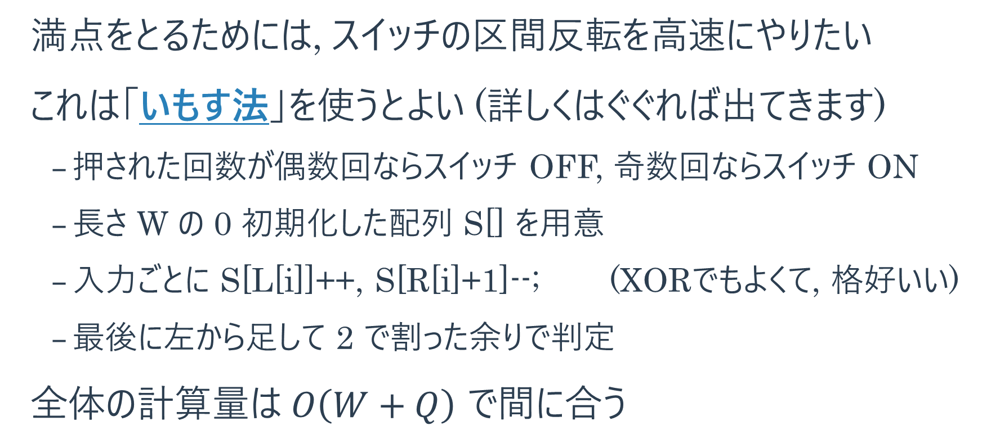 満点をとるためには, スイッチの区間反転を高速にやりたい
これは「いもす法」を使うとよい (詳しくはぐぐれば出てきます)
– 押された回数が偶数回ならスイッチ OFF, 奇数回ならスイッチ ON
– 長さ W の 0 初期化した配列 S[] を用意
– 入力ごとに S[L[i]]++, S[R[i]+1]--; (XORでもよくて, 格好いい)
– 最後に左から足して 2 で割った余りで判定
全体の計算量は O(W + Q) で間に合う